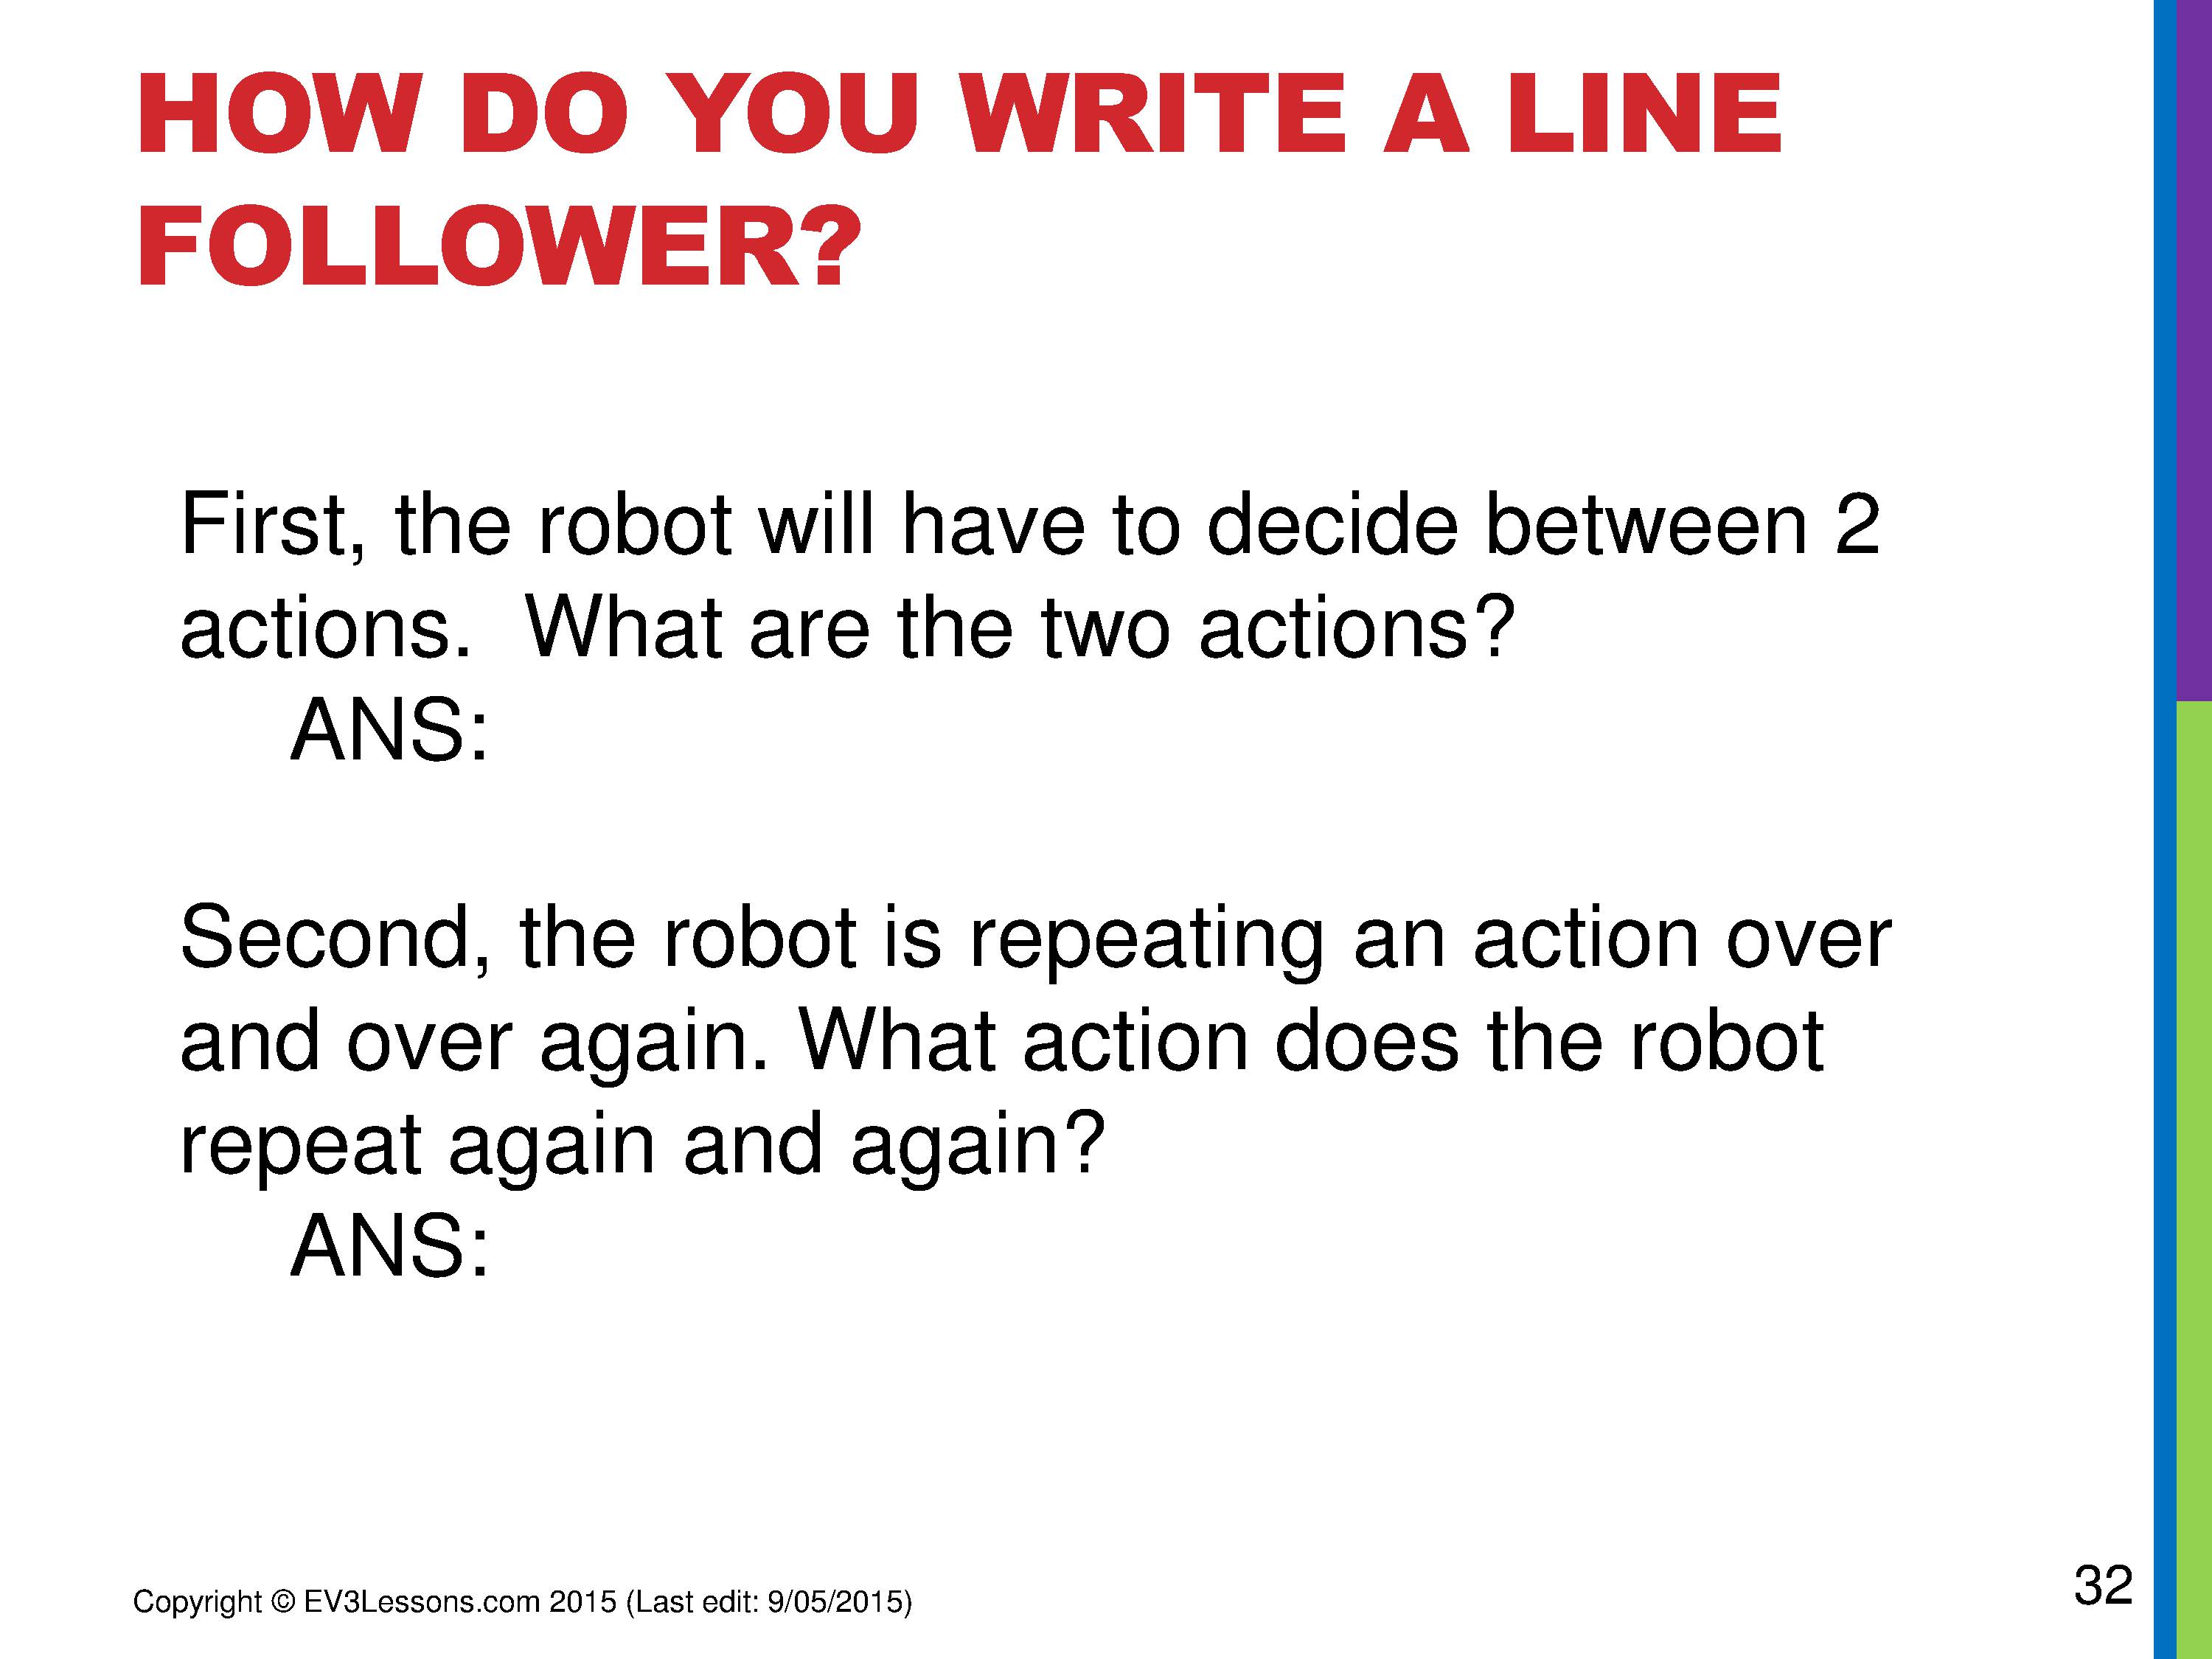 HOW DO YOU WRITE A LINE
FOLLOWER?
First, the robot will have to decide between 2
actions. What are the two actions?
ANS:
Second, the robot is repeating an action over
and over again. What action does the robot
repeat again and again?
ANS:
Copyright © EV3Lessons.com 2015 (Last edit: 9/05/2015)
32